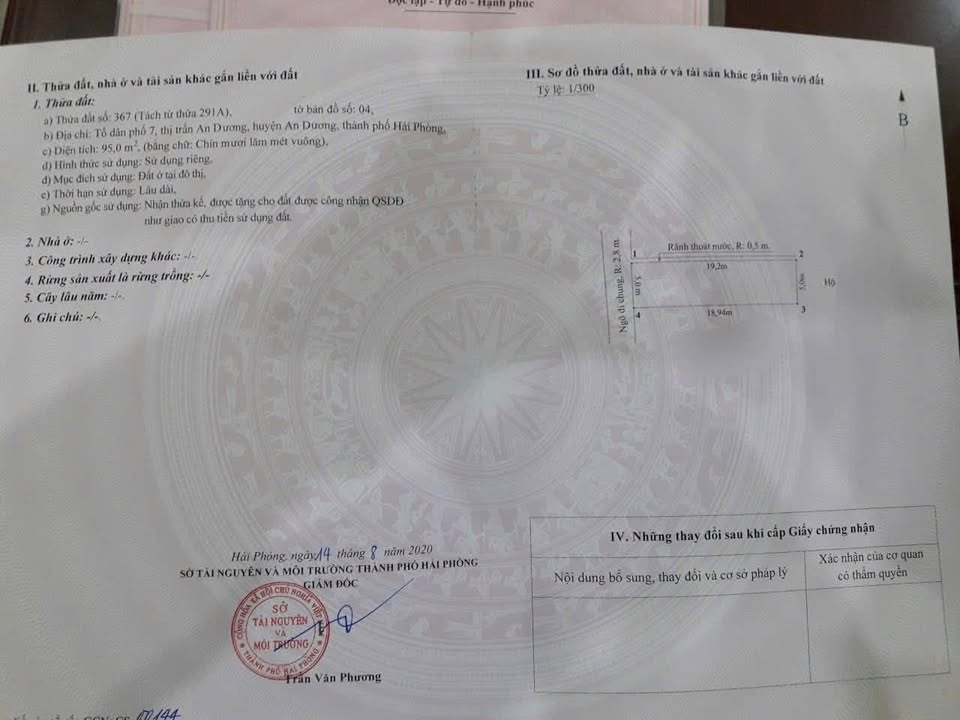 Độc lập - Tự do - Hạnh phúc
II. Thửa đất, nhà ở và tài sản khác gắn liền với đất
1. Thửa đất:
a) Thửa đất số: 367 (Tách từ thửa 291A), tờ bản đồ số: 04,
b) Địa chỉ: Tổ dân phố 7, thị trấn An Dương, huyện An Dương, thành phố Hải Phòng,
c) Diện tích: 95,0 m², (bằng chữ: Chín mươi lăm mét vuông),
d) Hình thức sử dụng: Sử dụng riêng,
đ) Mục đích sử dụng: Đất ở tại đô thị,
e) Thời hạn sử dụng: Lâu dài,
g) Nguồn gốc sử dụng: Nhận thừa kế, được tặng cho đất được công nhận QSDĐ
như giao có thu tiền sử dụng đất.
2. Nhà ở: -/-
3. Công trình xây dựng khác: -/-
4. Rừng sản xuất là rừng trồng: -/-
5. Cây lâu năm: -/-.
6. Ghi chú: -/-.
Hải Phòng, ngày 14 tháng 8 năm 2020
SỞ TÀI NGUYÊN VÀ MÔI TRƯỜNG THÀNH PHỐ HẢI PHÒNG
GIÁM ĐỐC
CỘNG HÒA XÃ HỘI CHỦ NGHĨA VIỆT NAM
SỞ
TÀI NGUYÊN
VÀ
MÔI TRƯỜNG
THÀNH PHỐ HẢI PHÒNG
Trần Văn Phương
III. Sơ đồ thửa đất, nhà ở và tài sản khác gắn liền với đất
Tỷ lệ: 1/300
B
Ngõ đi chung, R: 2,8 m.
Rãnh thoát nước, R: 0,5 m.
1
2
19,2m
5,0m
5,0m
Hộ
4
18,94m
3
IV. Những thay đổi sau khi cấp Giấy chứng nhận
Nội dung bổ sung, thay đổi và cơ sở pháp lý
Xác nhận của cơ quan
có thẩm quyền